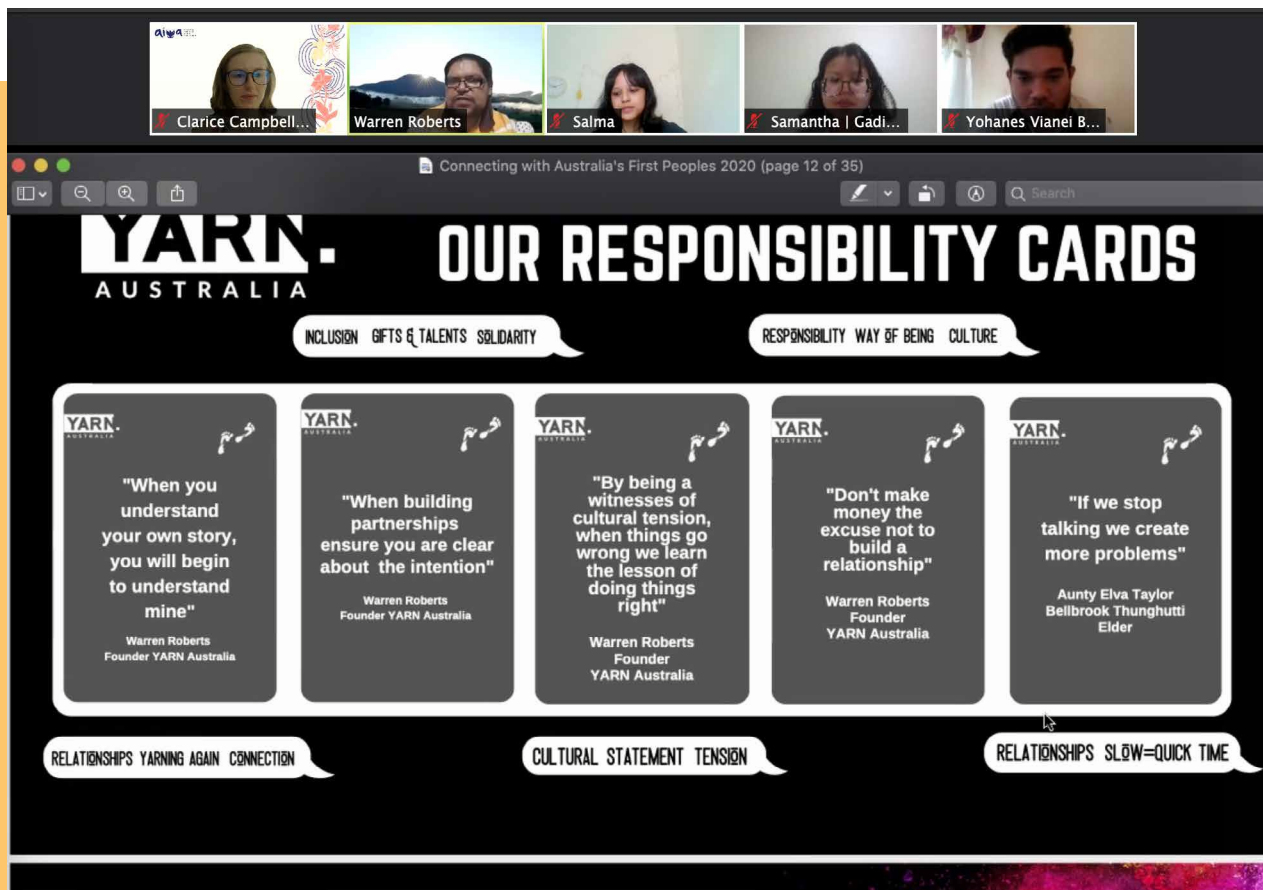 aiwa
Clarice Campbell...
Warren Roberts
Salma
Samantha | Gadi...
Yohanes Vianei B...
Connecting with Australia's First Peoples 2020 (page 12 of 35)
Search
YARN.
AUSTRALIA
OUR RESPONSIBILITY CARDS
INCLUSION GIFTS & TALENTS SOLIDARITY
RESPONSIBILITY WAY OF BEING CULTURE
YARN.
AUSTRALIA
"When you
understand
your own story,
you will begin
to understand
mine"
Warren Roberts
Founder YARN Australia
YARN.
AUSTRALIA
"When building
partnerships
ensure you are clear
about the intention"
Warren Roberts
Founder YARN Australia
YARN.
AUSTRALIA
"By being a
witnesses of
cultural tension,
when things go
wrong we learn
the lesson of
doing things
right"
Warren Roberts
Founder
YARN Australia
YARN.
AUSTRALIA
"Don't make
money the
excuse not to
build a
relationship"
Warren Roberts
Founder
YARN Australia
YARN.
AUSTRALIA
"If we stop
talking we create
more problems"
Aunty Elva Taylor
Bellbrook Thunghutti
Elder
RELATIONSHIPS YARNING AGAIN CONNECTION
CULTURAL STATEMENT TENSION
RELATIONSHIPS SLOW=QUICK TIME